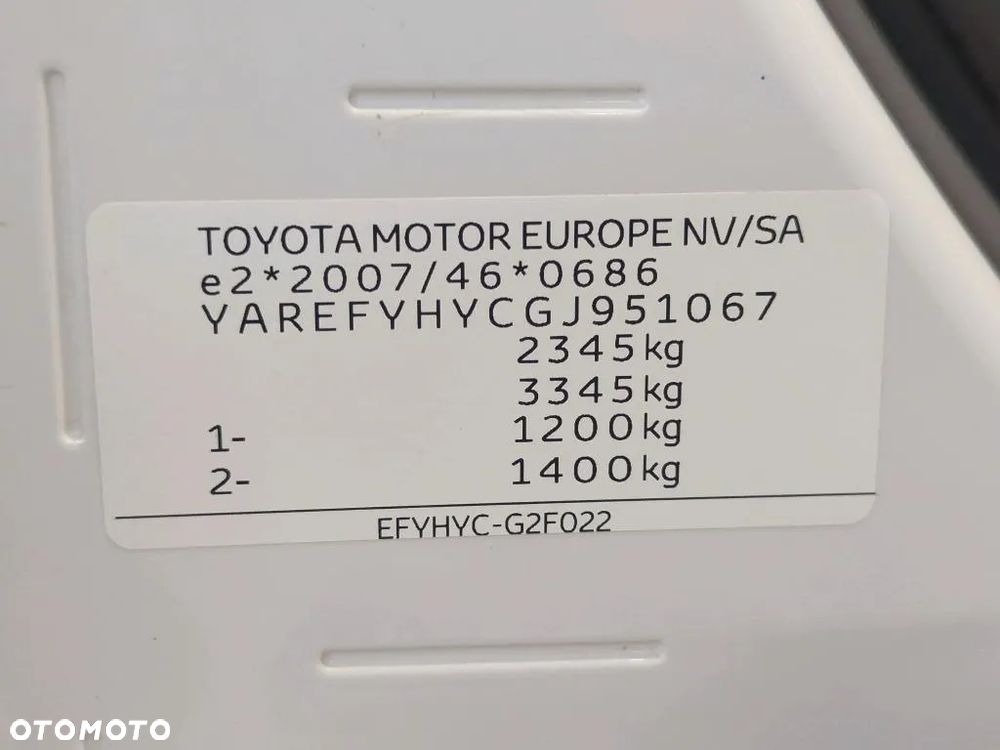 TOYOTA MOTOR EUROPE NV/SA
e2*2007/46*0686
YAREFYHYCGJ951067
2345kg
3345kg
1- 1200kg
2- 1400kg
EFYHYC-G2F022
OTOMOTO